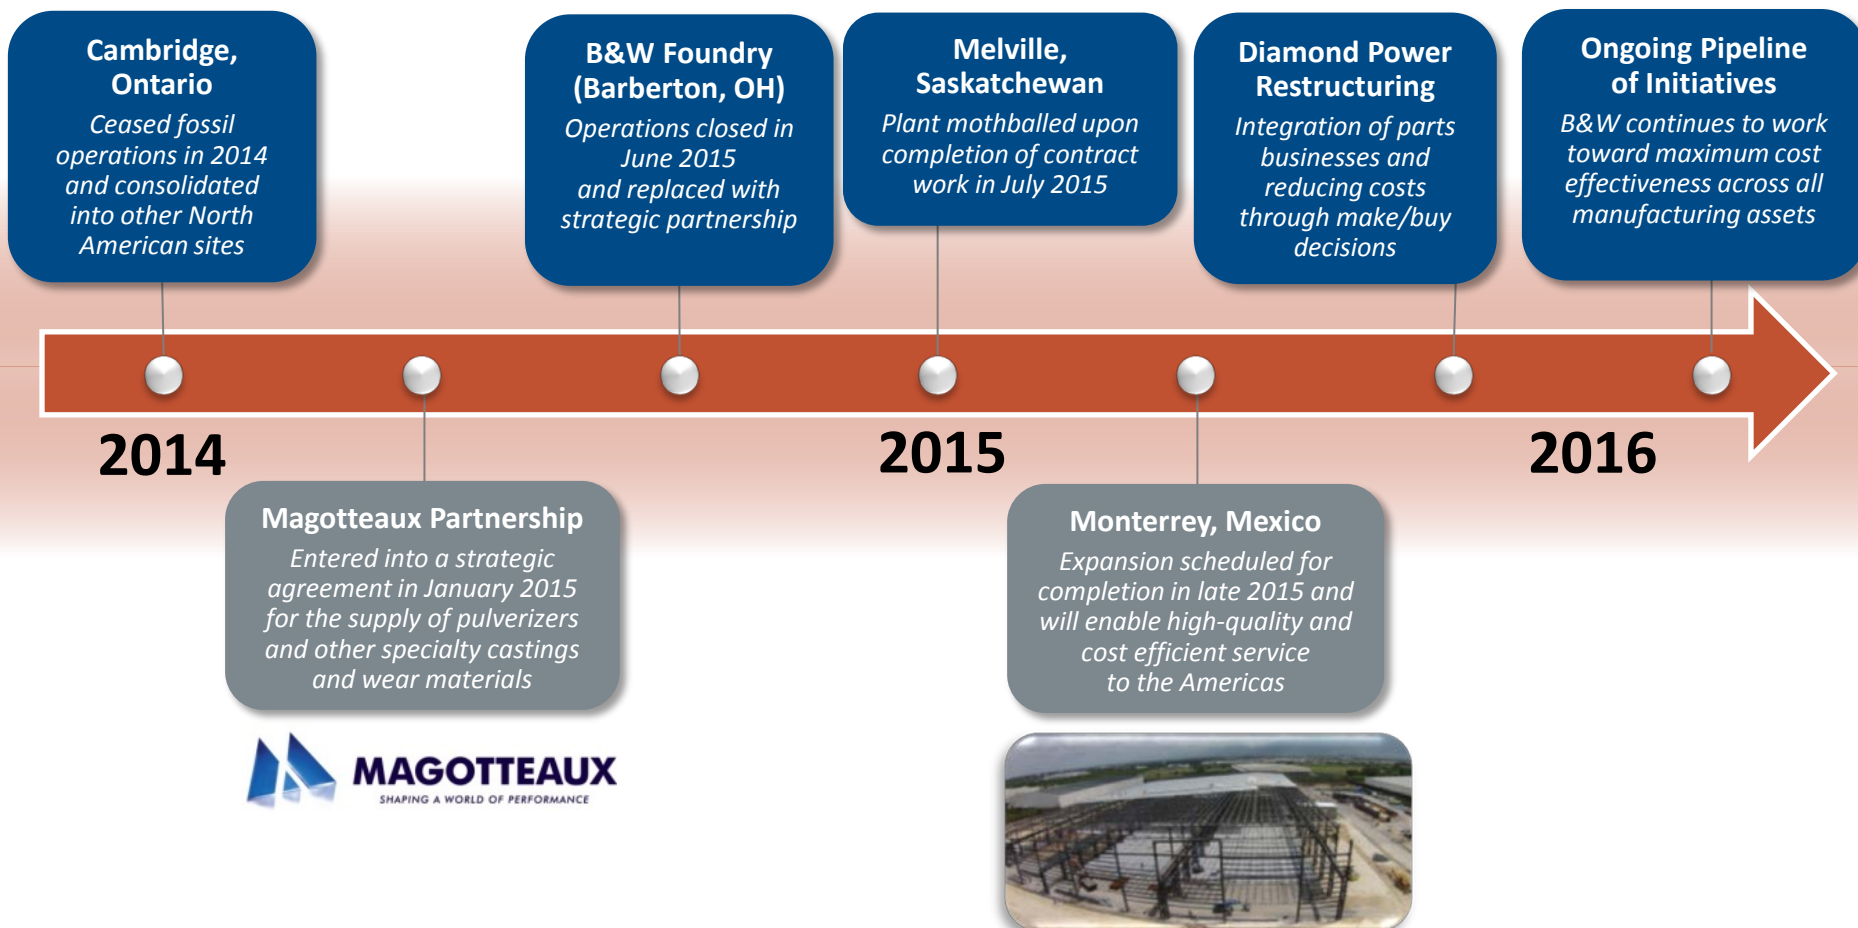 Cambridge,
Ontario
Ceased fossil
operations in 2014
and consolidated
into other North
American sites
B&W Foundry
(Barberton, OH)
Operations closed in
June 2015
and replaced with
strategic partnership
Melville,
Saskatchewan
Plant mothballed upon
completion of contract
work in July 2015
Diamond Power
Restructuring
Integration of parts
businesses and
reducing costs
through make/buy
decisions
Ongoing Pipeline
of Initiatives
B&W continues to work
toward maximum cost
effectiveness across all
manufacturing assets
2014
2015
2016
Magotteaux Partnership
Entered into a strategic
agreement in January 2015
for the supply of pulverizers
and other specialty castings
and wear materials
Monterrey, Mexico
Expansion scheduled for
completion in late 2015 and
will enable high-quality and
cost efficient service
to the Americas
MAGOTTEAUX
SHAPING A WORLD OF PERFORMANCE